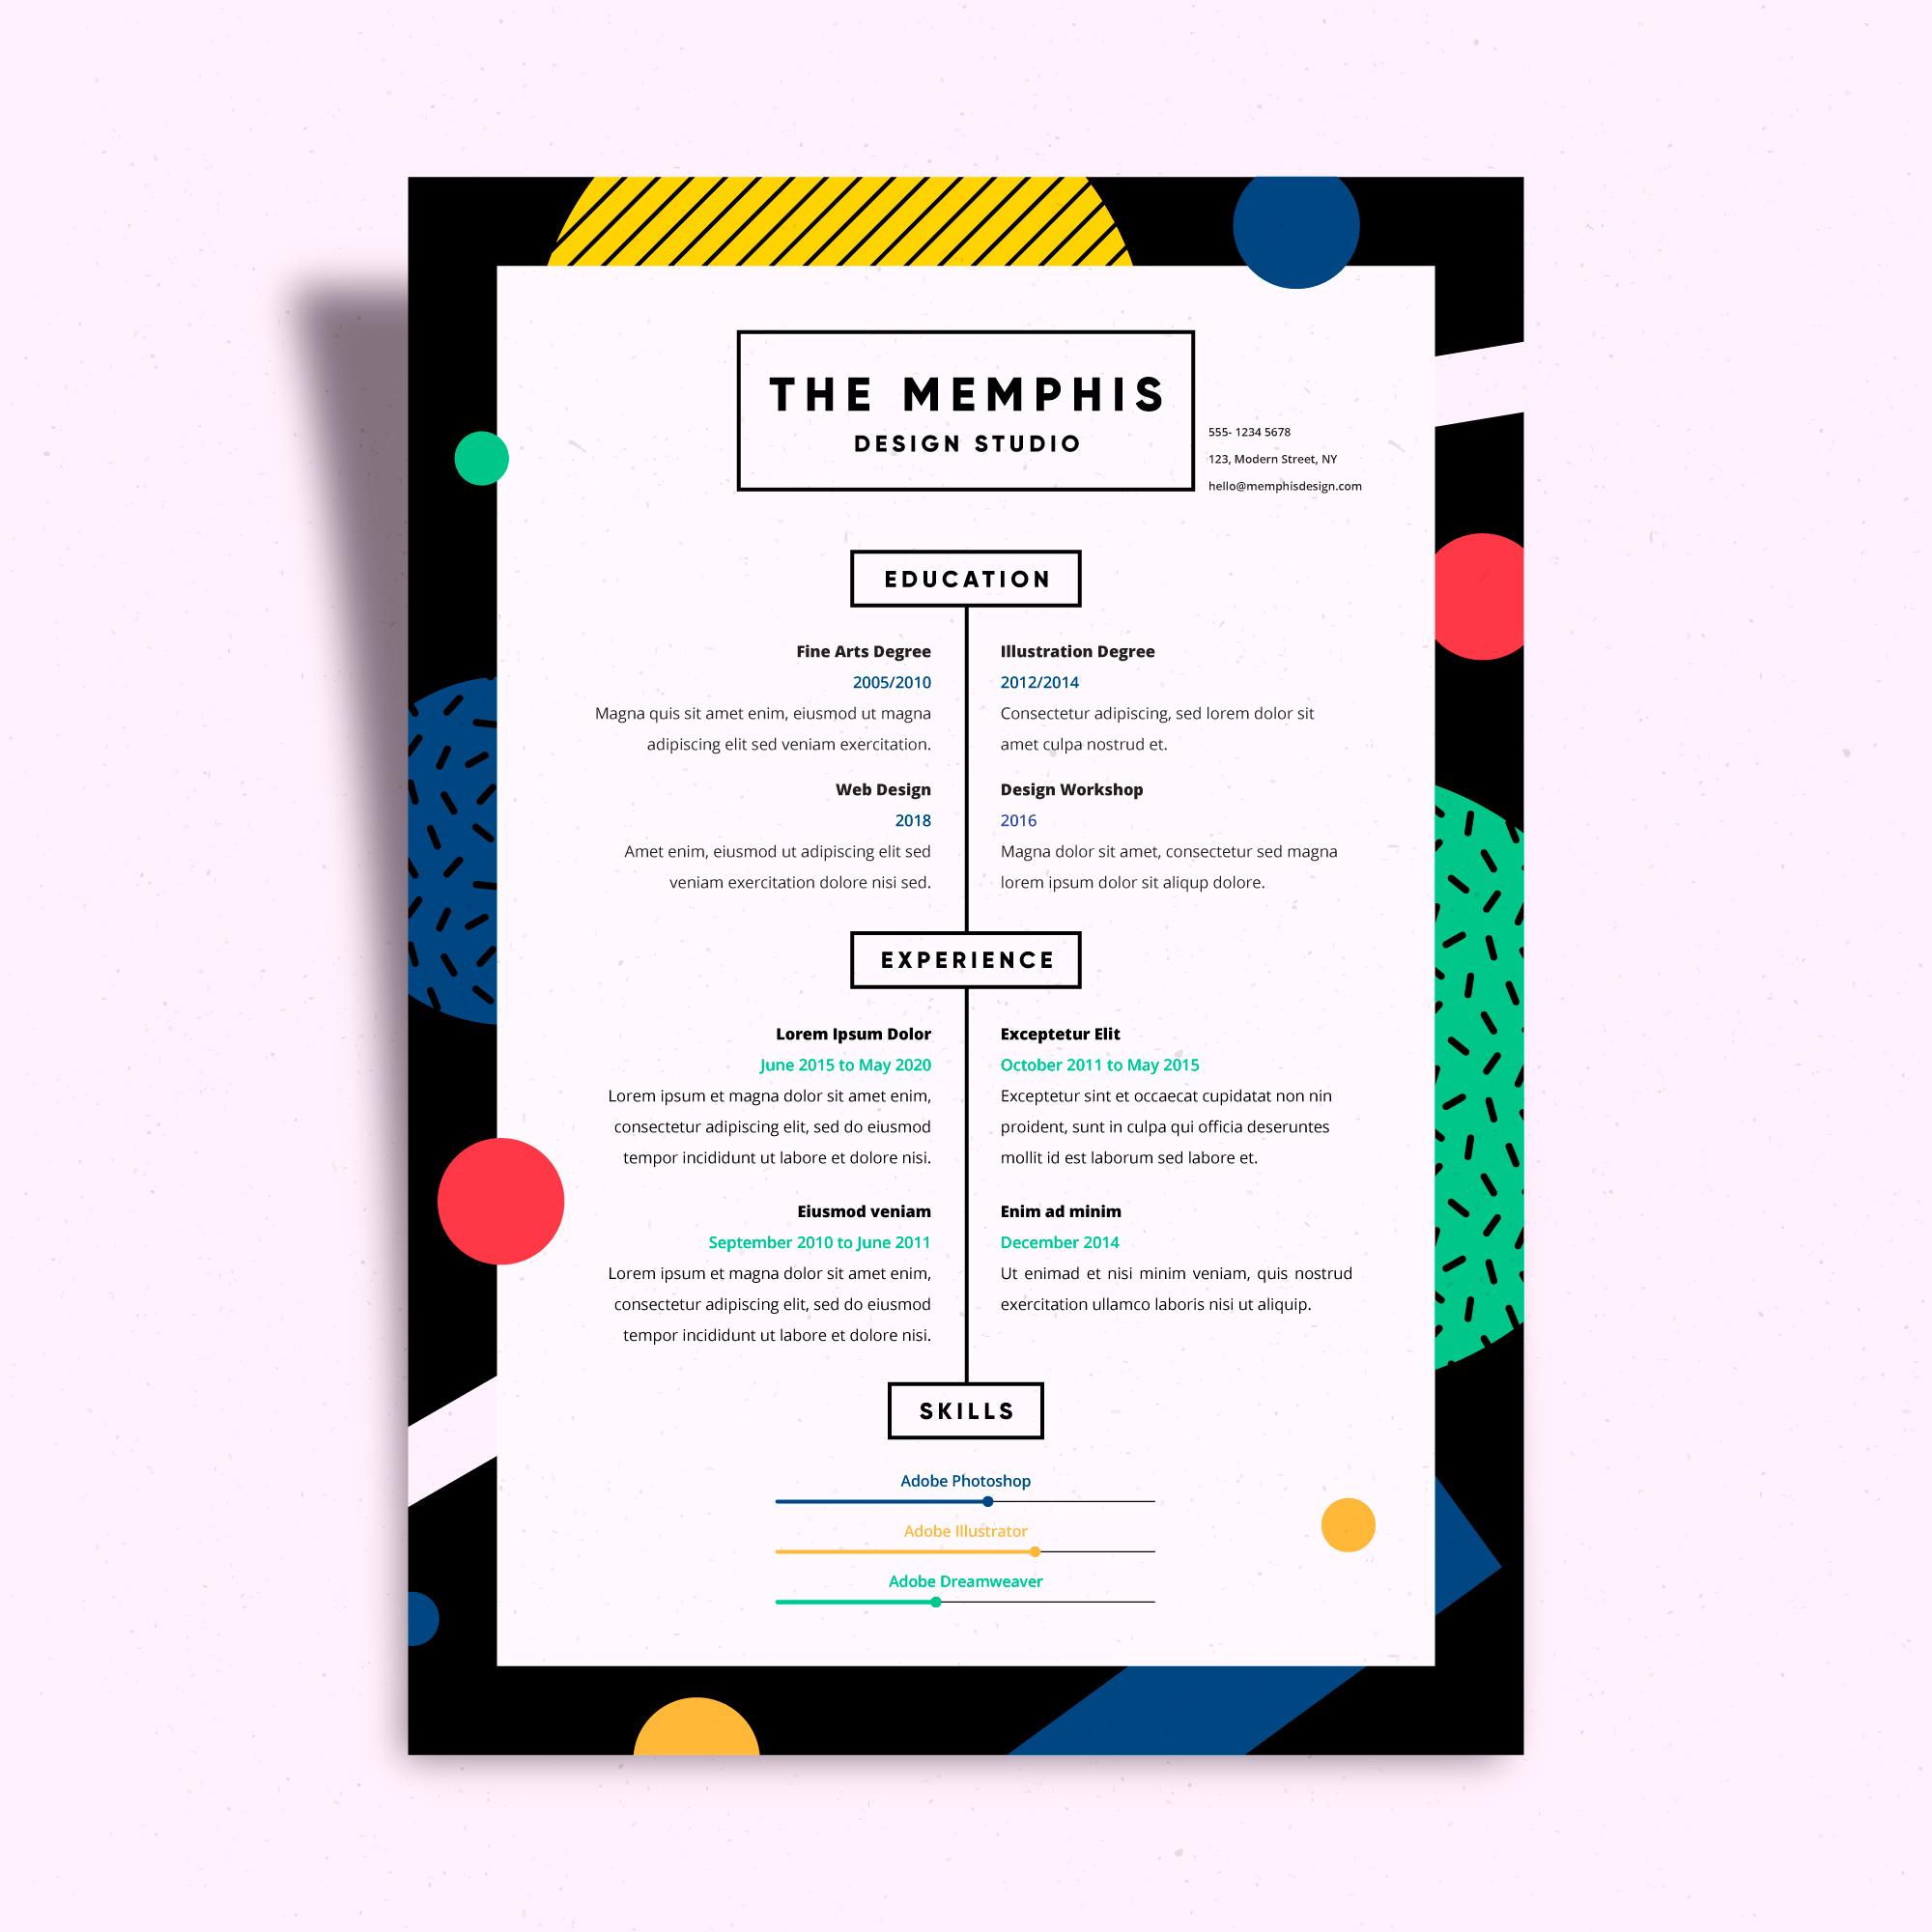 THE MEMPHIS
DESIGN STUDIO
555- 1234 5678
123, Modern Street, NY
hello@memphisdesign.com
EDUCATION
Fine Arts Degree
2005/2010
Magna quis sit amet enim, eiusmod ut magna
adipiscing elit sed veniam exercitation.
Web Design
2018
Amet enim, eiusmod ut adipiscing elit sed
veniam exercitation dolore nisi sed.
Illustration Degree
2012/2014
Consectetur adipiscing, sed lorem dolor sit
amet culpa nostrud et.
Design Workshop
2016
Magna dolor sit amet, consectetur sed magna
lorem ipsum dolor sit aliqup dolore.
EXPERIENCE
Lorem Ipsum Dolor
June 2015 to May 2020
Lorem ipsum et magna dolor sit amet enim,
consectetur adipiscing elit, sed do eiusmod
tempor incididunt ut labore et dolore nisi.
Eiusmod veniam
September 2010 to June 2011
Lorem ipsum et magna dolor sit amet enim,
consectetur adipiscing elit, sed do eiusmod
tempor incididunt ut labore et dolore nisi.
Exceptetur Elit
October 2011 to May 2015
Exceptetur sint et occaecat cupidatat non nin
proident, sunt in culpa qui officia deseruntes
mollit id est laborum sed labore et.
Enim ad minim
December 2014
Ut enimad et nisi minim veniam, quis nostrud
exercitation ullamco laboris nisi ut aliquip.
SKILLS
Adobe Photoshop
Adobe Illustrator
Adobe Dreamweaver